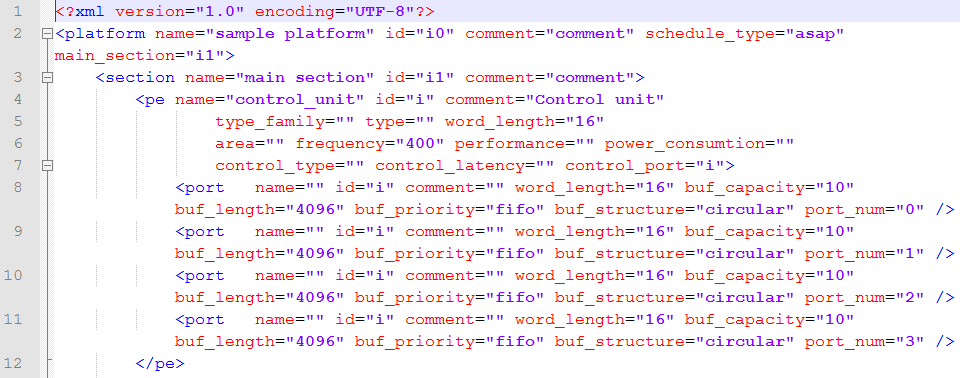 1 <?xml version="1.0" encoding="UTF-8"?>
2 <platform name="sample platform" id="i0" comment="comment" schedule_type="asap"
main_section="i1">
3 <section name="main section" id="i1" comment="comment">
4 <pe name="control_unit" id="i" comment="Control unit"
5 type_family="" type="" word_length="16"
6 area="" frequency="400" performance="" power_consumtion=""
7 control_type="" control_latency="" control_port="i">
8 <port name="" id="i" comment="" word_length="16" buf_capacity="10"
buf_length="4096" buf_priority="fifo" buf_structure="circular" port_num="0" />
9 <port name="" id="i" comment="" word_length="16" buf_capacity="10"
buf_length="4096" buf_priority="fifo" buf_structure="circular" port_num="1" />
10 <port name="" id="i" comment="" word_length="16" buf_capacity="10"
buf_length="4096" buf_priority="fifo" buf_structure="circular" port_num="2" />
11 <port name="" id="i" comment="" word_length="16" buf_capacity="10"
buf_length="4096" buf_priority="fifo" buf_structure="circular" port_num="3" />
12 </pe>